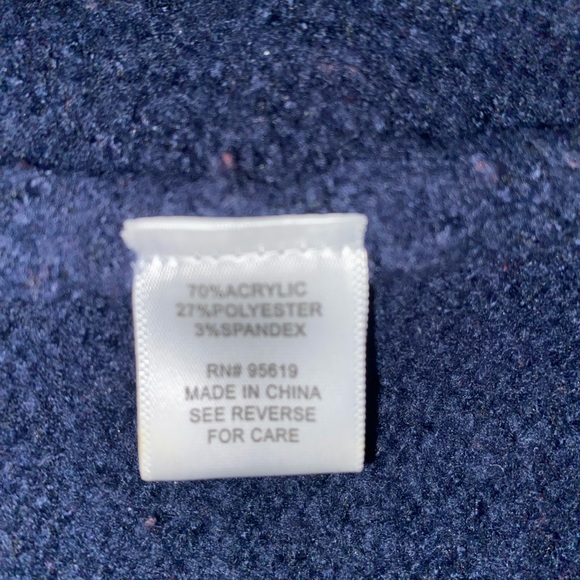 70%ACRYLIC
27%POLYESTER
3%SPANDEX
RN# 95619
MADE IN CHINA
SEE REVERSE
FOR CARE